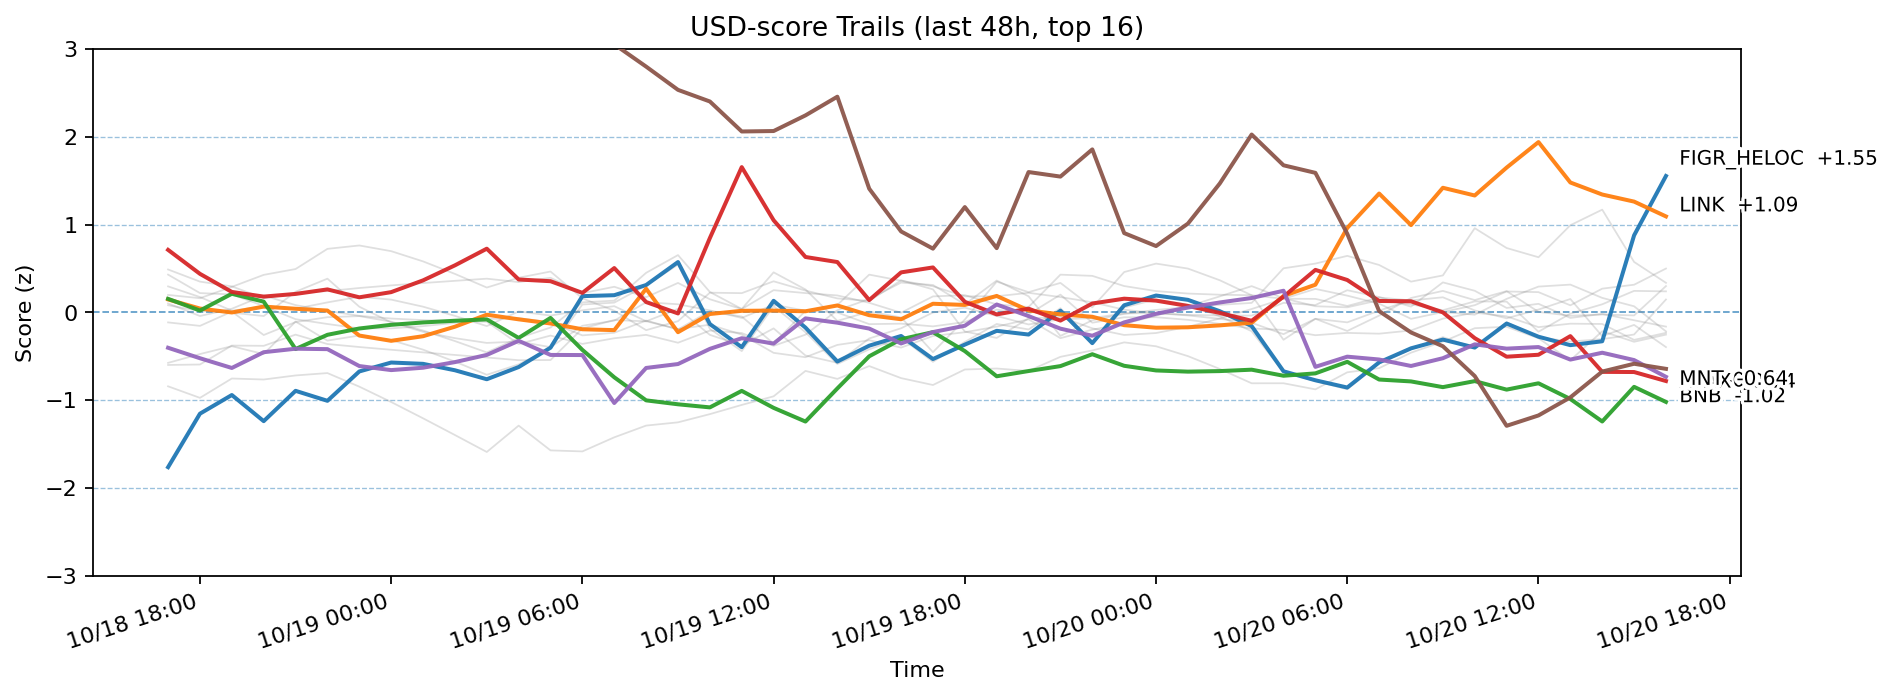 USD-score Trails (last 48h, top 16)
Score (z)
3
2
1
0
−1
−2
−3
FIGR_HELOC +1.55
LINK +1.09
MNT -0.64
BNB -1.02
10/18 18:00
10/19 00:00
10/19 06:00
10/19 12:00
10/19 18:00
10/20 00:00
10/20 06:00
10/20 12:00
10/20 18:00
Time